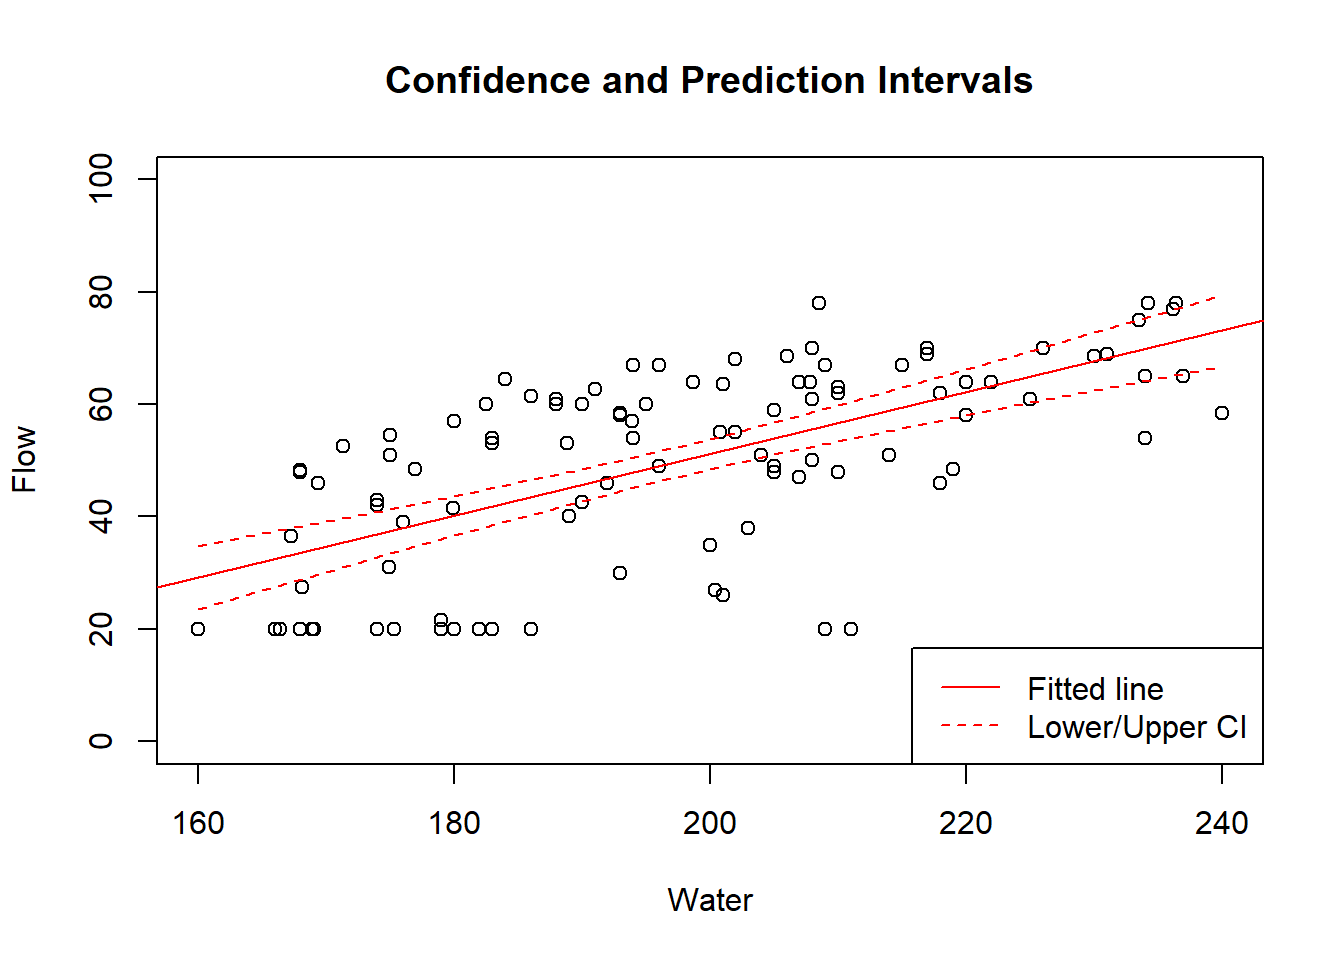 Confidence and Prediction Intervals
100
80
60
40
20
0
Flow
160 180 200 220 240
Water
Fitted line
Lower/Upper CI